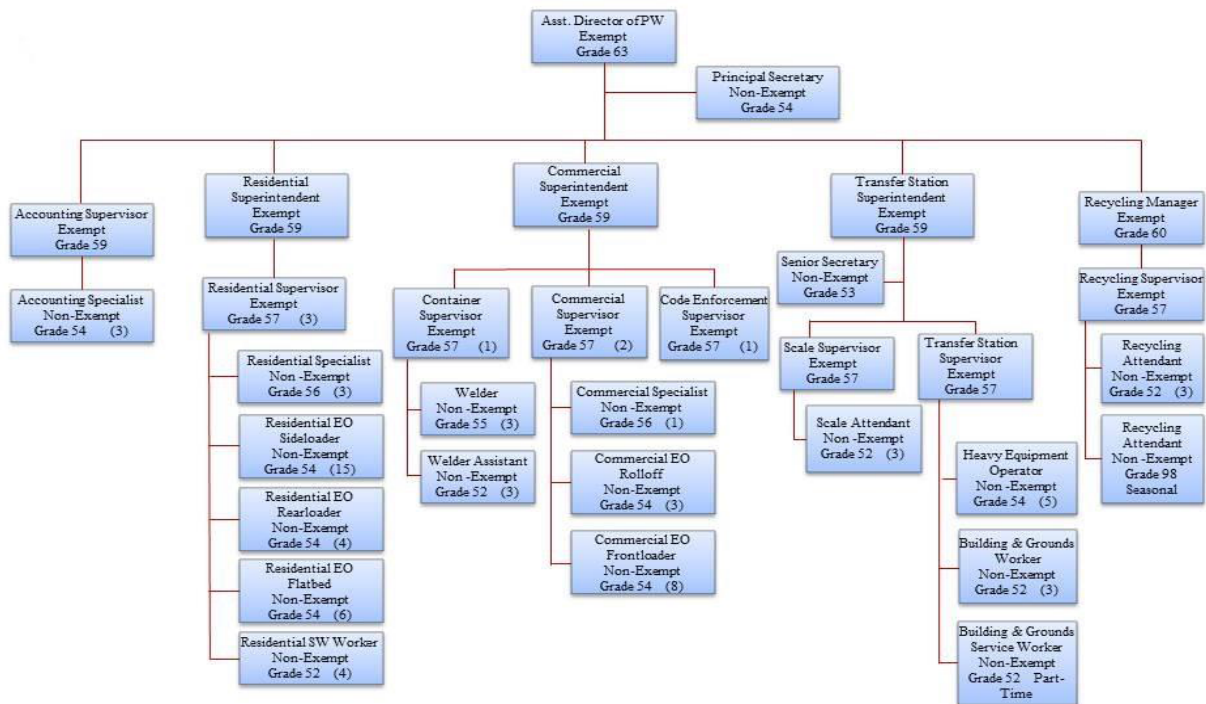 Asst. Director of PW
Exempt
Grade 63
Principal Secretary
Non-Exempt
Grade 54
Accounting Supervisor
Exempt
Grade 59
Accounting Specialist
Non-Exempt
Grade 54 (3)
Residential
Superintendent
Exempt
Grade 59
Residential Supervisor
Exempt
Grade 57 (3)
Residential Specialist
Non -Exempt
Grade 56 (3)
Residential EO
Sideloader
Non-Exempt
Grade 54 (15)
Residential EO
Rearloader
Non-Exempt
Grade 54 (4)
Residential EO
Flatbed
Non-Exempt
Grade 54 (6)
Residential SW Worker
Non-Exempt
Grade 52 (4)
Commercial
Superintendent
Exempt
Grade 59
Container
Supervisor
Exempt
Grade 57 (1)
Welder
Non -Exempt
Grade 55 (3)
Welder Assistant
Non -Exempt
Grade 52 (3)
Commercial
Supervisor
Exempt
Grade 57 (2)
Commercial Specialist
Non -Exempt
Grade 56 (1)
Commercial EO
Rolloff
Non-Exempt
Grade 54 (3)
Commercial EO
Frontloader
Non-Exempt
Grade 54 (8)
Code Enforcement
Supervisor
Exempt
Grade 57 (1)
Transfer Station
Superintendent
Exempt
Grade 59
Senior Secretary
Non-Exempt
Grade 53
Scale Supervisor
Exempt
Grade 57
Scale Attendant
Non -Exempt
Grade 52 (3)
Transfer Station
Supervisor
Exempt
Grade 57
Heavy Equipment
Operator
Non -Exempt
Grade 54 (5)
Building & Grounds
Worker
Non-Exempt
Grade 52 (3)
Building & Grounds
Service Worker
Non-Exempt
Grade 52 Part-
Time
Recycling Manager
Exempt
Grade 60
Recycling Supervisor
Exempt
Grade 57
Recycling
Attendant
Non -Exempt
Grade 52 (3)
Recycling
Attendant
Non-Exempt
Grade 98
Seasonal